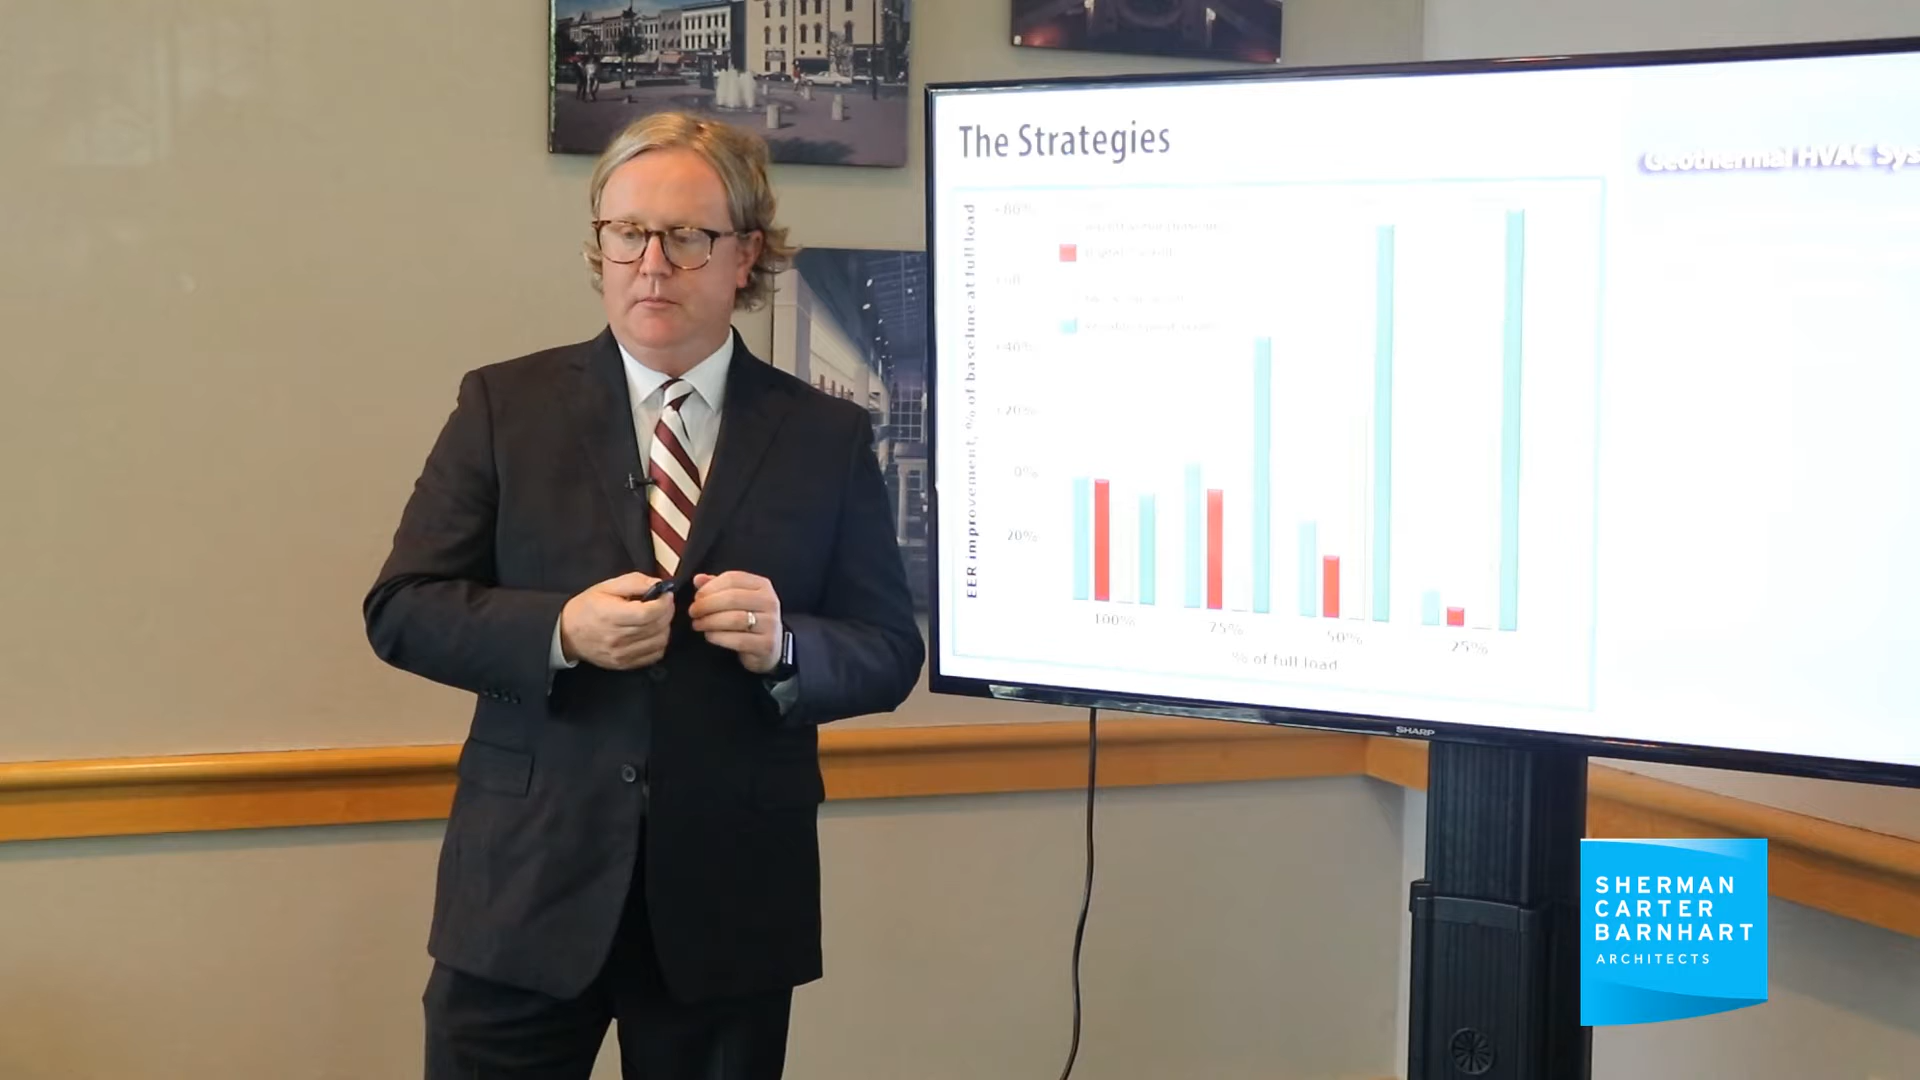 The Strategies
Geothermal HVAC Sys
EER improvement, % of baseline at full load
+80%
+40%
+20%
0%
20%
100%
75%
50%
25%
% of full load
SHARP
SHERMAN
CARTER
BARNHART
ARCHITECTS